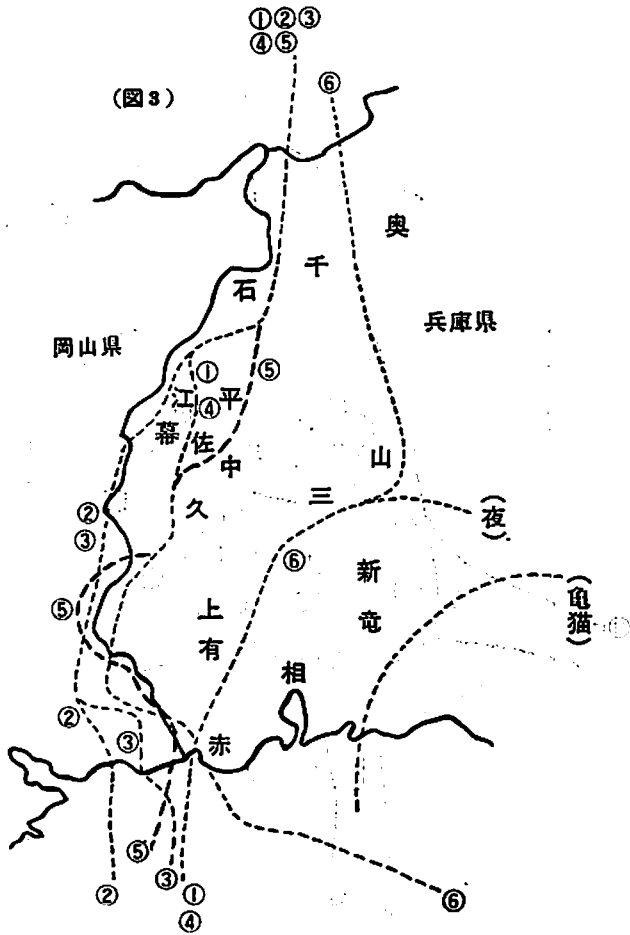 ①②③
④⑤
⑥
(図3)
奥
千
石
兵庫県
岡山県
①
⑤
江
④
平
幕
佐
中
山
三
久
②
③
(夜)
⑥
新
⑤
上
竜
(亀猫)
有
相
②
③
赤
⑤
②
③
①
④
⑥